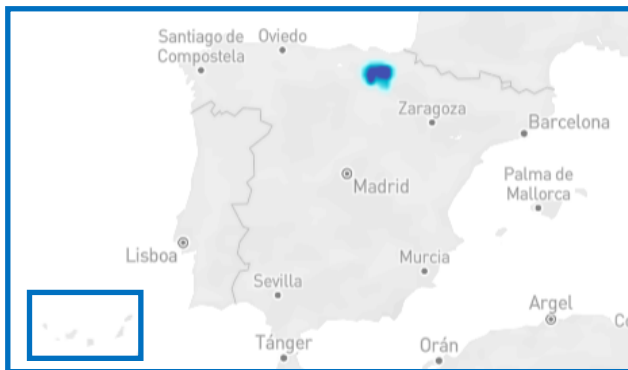 Santiago de
Compostela
Oviedo
Zaragoza
Barcelona
Madrid
Palma de
Mallorca
Lisboa
Murcia
Sevilla
Argel
Tánger
Orán